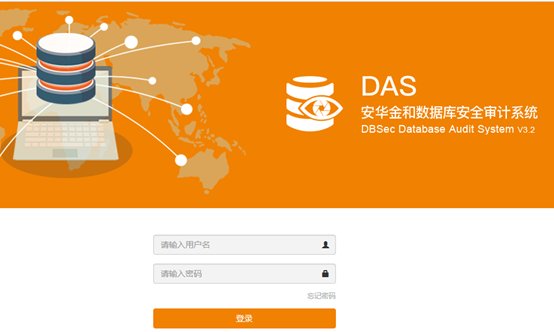 DAS
安华金和数据库安全审计系统
DBSec Database Audit System V3.2
请输入用户名
请输入密码
忘记密码
登录